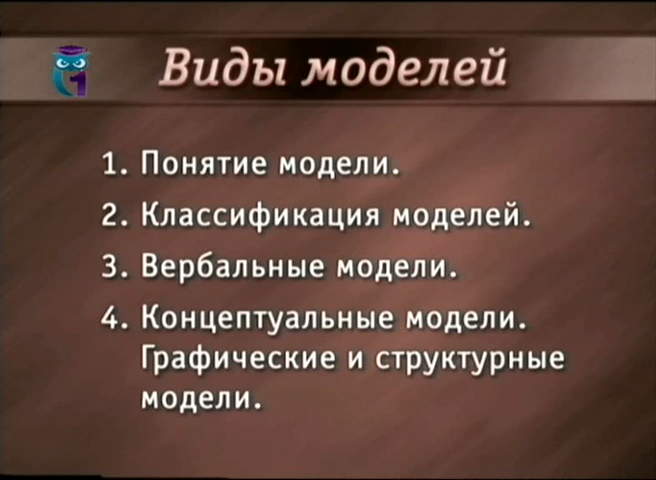 Виды моделей
1. Понятие модели.
2. Классификация моделей.
3. Вербальные модели.
4. Концептуальные модели.
Графические и структурные
модели.